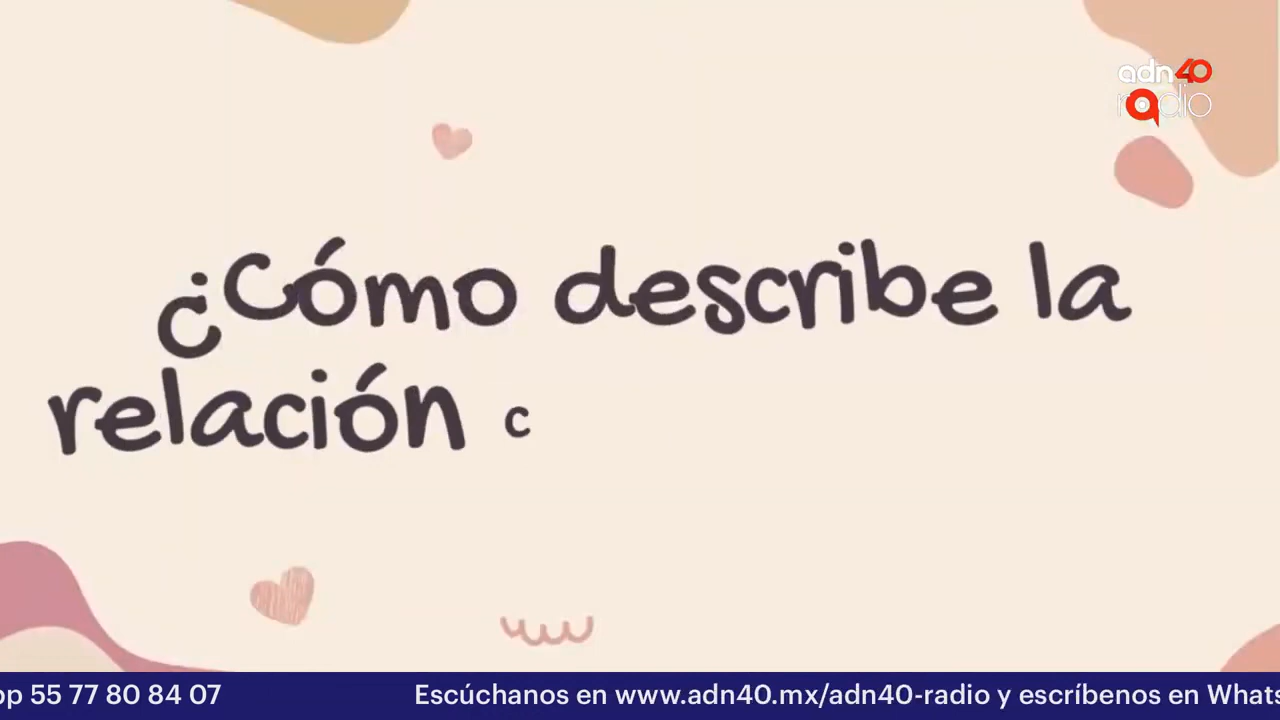 adn40
radio
¿Cómo describe la
relación c
pp 55 77 80 84 07 Escúchanos en www.adn40.mx/adn40-radio y escríbenos en Whats